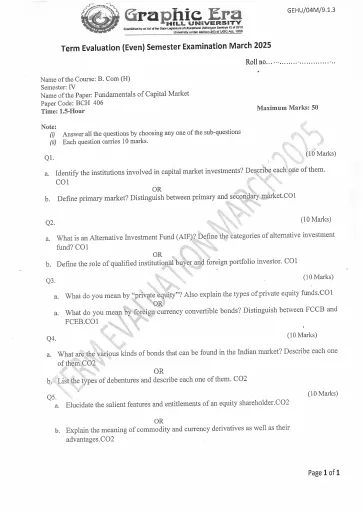 GEHU/04M/9.1.3
Graphic Era
HILL UNIVERSITY
Term Evaluation (Even) Semester Examination March 2025
Roll no
Name of the Course: B. Com (H)
Semester: IV
Name of the Paper: Fundamentals of Capital Market
Paper Code: BCH 406
Time: 1.5-Hour
Maximum Marks: 50
Note:
(i) Answer all the questions by choosing any one of the sub-questions
(ii) Each question carries 10 marks.
Q1.
(10 Marks)
a. Identify the institutions involved in capital market investments? Describe each one of them.
CO1
OR
b. Define primary market? Distinguish between primary and secondary market.CO1
Q2.
(10 Marks)
a. What is an Alternative Investment Fund (AIF)? Define the categories of alternative investment
fund? CO1
OR
b. Define the role of qualified institutional buyer and foreign portfolio investor. CO1
Q3.
(10 Marks)
a. What do you mean by "private equity"? Also explain the types of private equity funds.CO1
OR
a. What do you mean by foreign currency convertible bonds? Distinguish between FCCB and
FCEB.CO1
Q4.
(10 Marks)
a. What are the various kinds of bonds that can be found in the Indian market? Describe each one
of them.CO2
OR
b. List the types of debentures and describe each one of them. CO2
Q5.
(10 Marks)
a. Elucidate the salient features and entitlements of an equity shareholder.CO2
OR
b. Explain the meaning of commodity and currency derivatives as well as their
advantages.CO2
TERM EVALUATION MARCH 2025
Page 1 of 1